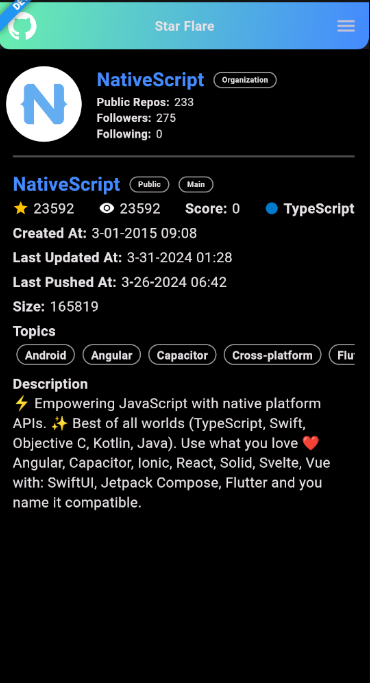 DE
Star Flare
NativeScript Organization
Public Repos: 233
Followers: 275
Following: 0
NativeScript Public Main
23592 23592 Score: 0 TypeScript
Created At: 3-01-2015 09:08
Last Updated At: 3-31-2024 01:28
Last Pushed At: 3-26-2024 06:42
Size: 165819
Topics
Android Angular Capacitor Cross-platform Flu
Description
⚡ Empowering JavaScript with native platform
APIs. ✨ Best of all worlds (TypeScript, Swift,
Objective C, Kotlin, Java). Use what you love ❤️
Angular, Capacitor, Ionic, React, Solid, Svelte, Vue
with: SwiftUI, Jetpack Compose, Flutter and you
name it compatible.